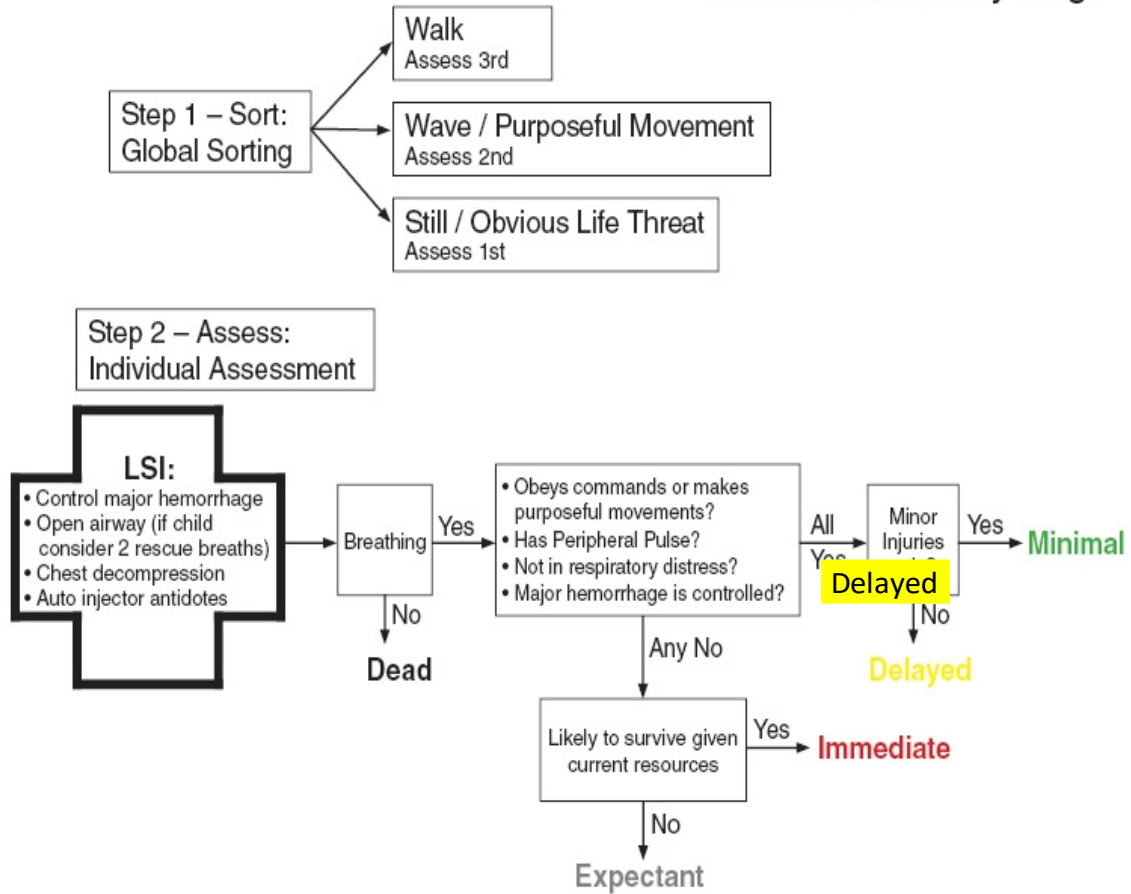 Walk
Assess 3rd
Step 1 – Sort:
Global Sorting
Wave / Purposeful Movement
Assess 2nd
Still / Obvious Life Threat
Assess 1st
Step 2 – Assess:
Individual Assessment
LSI:
• Control major hemorrhage
• Open airway (if child
consider 2 rescue breaths)
• Chest decompression
• Auto injector antidotes
Breathing
Yes
No
Dead
• Obeys commands or makes
purposeful movements?
• Has Peripheral Pulse?
• Not in respiratory distress?
• Major hemorrhage is controlled?
All
Yes
Minor
Injuries
Delayed
Yes
Minimal
No
Delayed
Any No
Likely to survive given
current resources
Yes
Immediate
No
Expectant